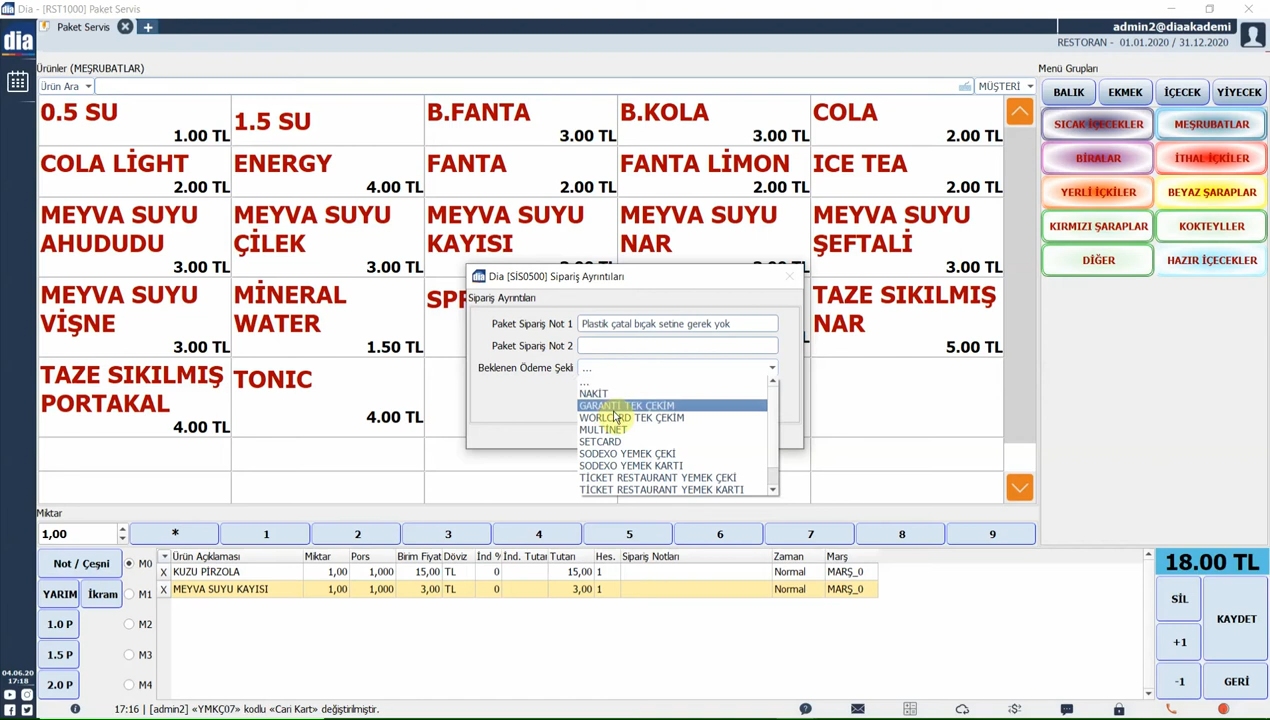 Dia - [RST1000] Paket Servis
dia
Paket Servis
admin2@diaakademi
RESTORAN - 01.01.2020 / 31.12.2020
Ürünler (MEŞRUBATLAR)
Ürün Ara
MÜŞTERİ
Menü Grupları
BALIK
EKMEK
İÇECEK
YİYECEK
SICAK İÇECEKLER
MEŞRUBATLAR
BİRALAR
İTHAL İÇKİLER
YERLİ İÇKİLER
BEYAZ ŞARAPLAR
KIRMIZI ŞARAPLAR
KOKTEYLLER
DİĞER
HAZIR İÇECEKLER
0.5 SU
1.00 TL
1.5 SU
B.FANTA
3.00 TL
B.KOLA
3.00 TL
COLA
2.00 TL
COLA LİGHT
2.00 TL
ENERGY
4.00 TL
FANTA
2.00 TL
FANTA LİMON
2.00 TL
ICE TEA
2.00 TL
MEYVA SUYU
AHUDUDU
3.00 TL
MEYVA SUYU
ÇİLEK
3.00 TL
MEYVA SUYU
KAYISI
MEYVA SUYU
NAR
MEYVA SUYU
ŞEFTALİ
3.00 TL
MEYVA SUYU
VİŞNE
3.00 TL
MİNERAL
WATER
1.50 TL
TAZE SIKILMIŞ
NAR
5.00 TL
TAZE SIKILMIŞ
PORTAKAL
4.00 TL
TONIC
4.00 TL
Dia [SİS0500] Sipariş Ayrıntıları
Sipariş Ayrıntıları
Paket Sipariş Not 1
Plastik çatal bıçak setine gerek yok
Paket Sipariş Not 2
Beklenen Ödeme Şekli
...
...
NAKİT
GARANTİ TEK ÇEKİM
WORLCARD TEK ÇEKİM
MULTİNET
SETCARD
SODEXO YEMEK ÇEKİ
SODEXO YEMEK KARTI
TİCKET RESTAURANT YEMEK ÇEKİ
TİCKET RESTAURANT YEMEK KARTI
Miktar
1,00
* 1 2 3 4 5 6 7 8 9
Not / Çeşni
M0
YARIM
İkram
M1
1.0 P
M2
1.5 P
M3
2.0 P
M4
Ürün Açıklaması Miktar Pors Birim Fiyat Döviz İnd % İnd. Tutar Tutarı Hes. Sipariş Notları Zaman Marş
X KUZU PİRZOLA 1,00 1,000 15,00 TL 0 15,00 1 Normal MARŞ_0
X MEYVA SUYU KAYISI 1,00 1,000 3,00 TL 0 3,00 1 Normal MARŞ_0
18.00 TL
SİL
KAYDET
+1
-1
GERİ
04.06.20
17:18
17:16 | [admin2] «YMKÇ07» kodlu «Cari Kart» değiştirilmiştir.